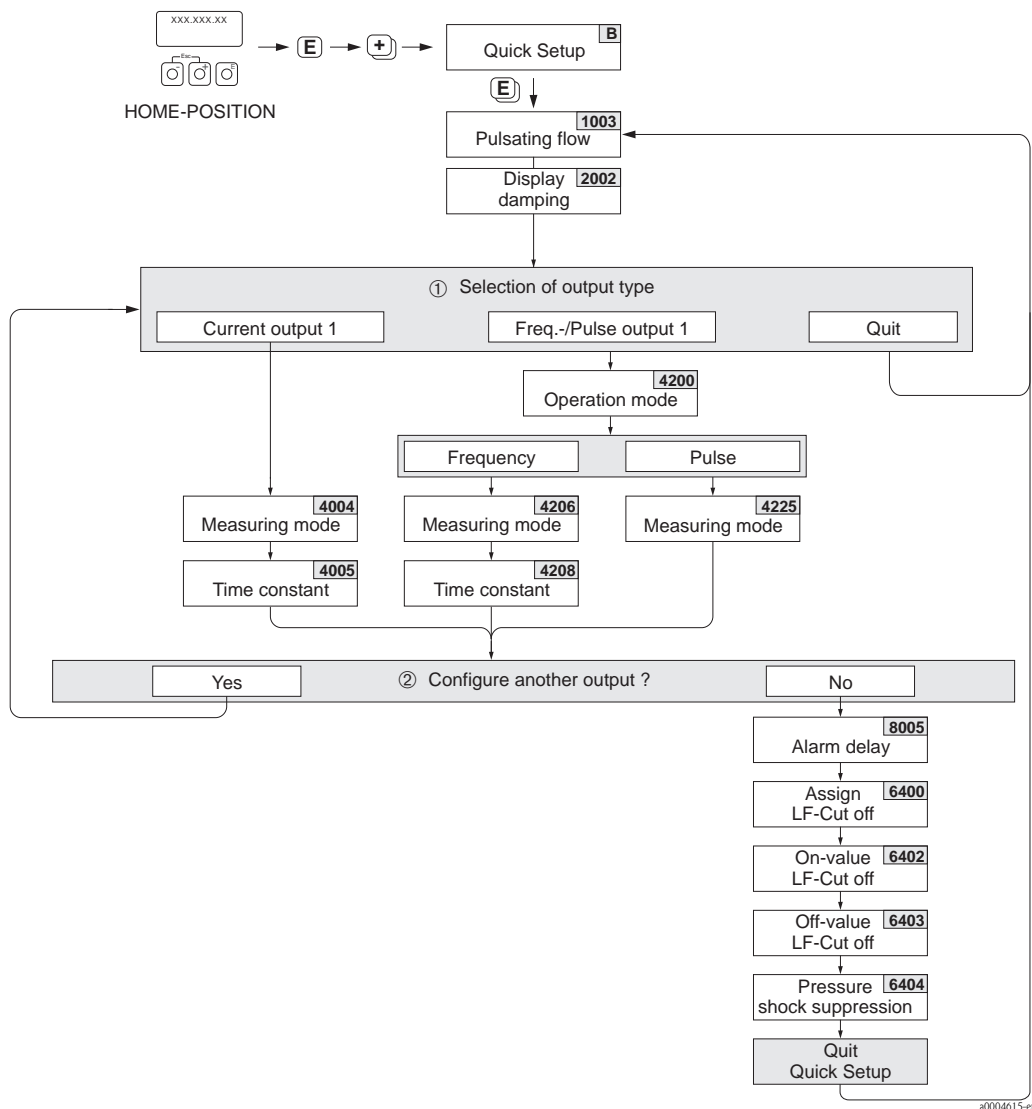 XXX.XXX.XX
Esc
-
+
E
E
+
HOME-POSITION
B
Quick Setup
E
1003
Pulsating flow
2002
Display
damping
① Selection of output type
Current output 1
Freq.-/Pulse output 1
Quit
4200
Operation mode
Frequency
Pulse
4004
Measuring mode
4206
Measuring mode
4225
Measuring mode
4005
Time constant
4208
Time constant
② Configure another output ?
Yes
No
8005
Alarm delay
6400
Assign
LF-Cut off
6402
On-value
LF-Cut off
6403
Off-value
LF-Cut off
6404
Pressure
shock suppression
Quit
Quick Setup